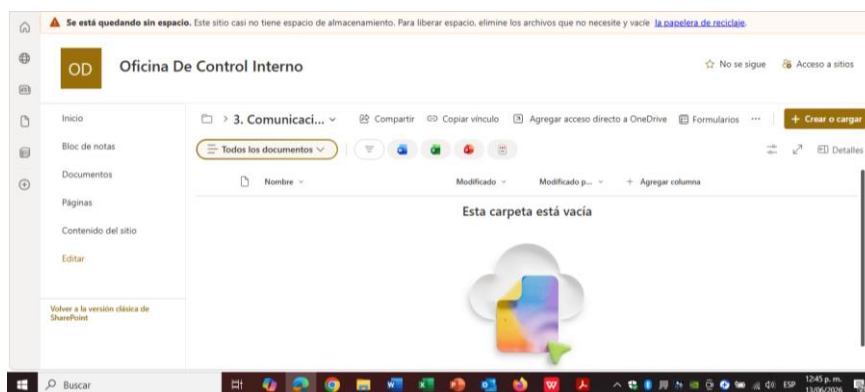 Se está quedando sin espacio. Este sitio casi no tiene espacio de almacenamiento. Para liberar espacio, elimine los archivos que no necesite y vacíe la papelera de reciclaje.
OD Oficina De Control Interno
No se sigue Acceso a sitios
Inicio
Bloc de notas
Documentos
Páginas
Contenido del sitio
Editar
Volver a la versión clásica de
SharePoint
> 3. Comunicaci...
Compartir Copiar vínculo Agregar acceso directo a OneDrive Formularios ... + Crear o cargar
Todos los documentos
Detalles
Nombre Modificado Modificado p... + Agregar columna
Esta carpeta está vacía
Buscar
ESP
12:45 p. m.
13/06/2026